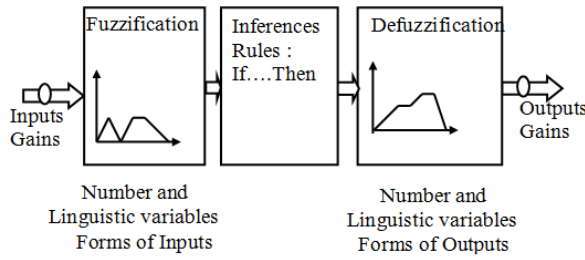 Fuzzification
Inferences
Rules :
If....Then
Defuzzification
Inputs
Gains
Outputs
Gains
Number and
Linguistic variables
Forms of Inputs
Number and
Linguistic variables
Forms of Outputs